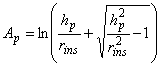 A_p = ln(h_p/r_ins + √(h_p²/r_ins² − 1))